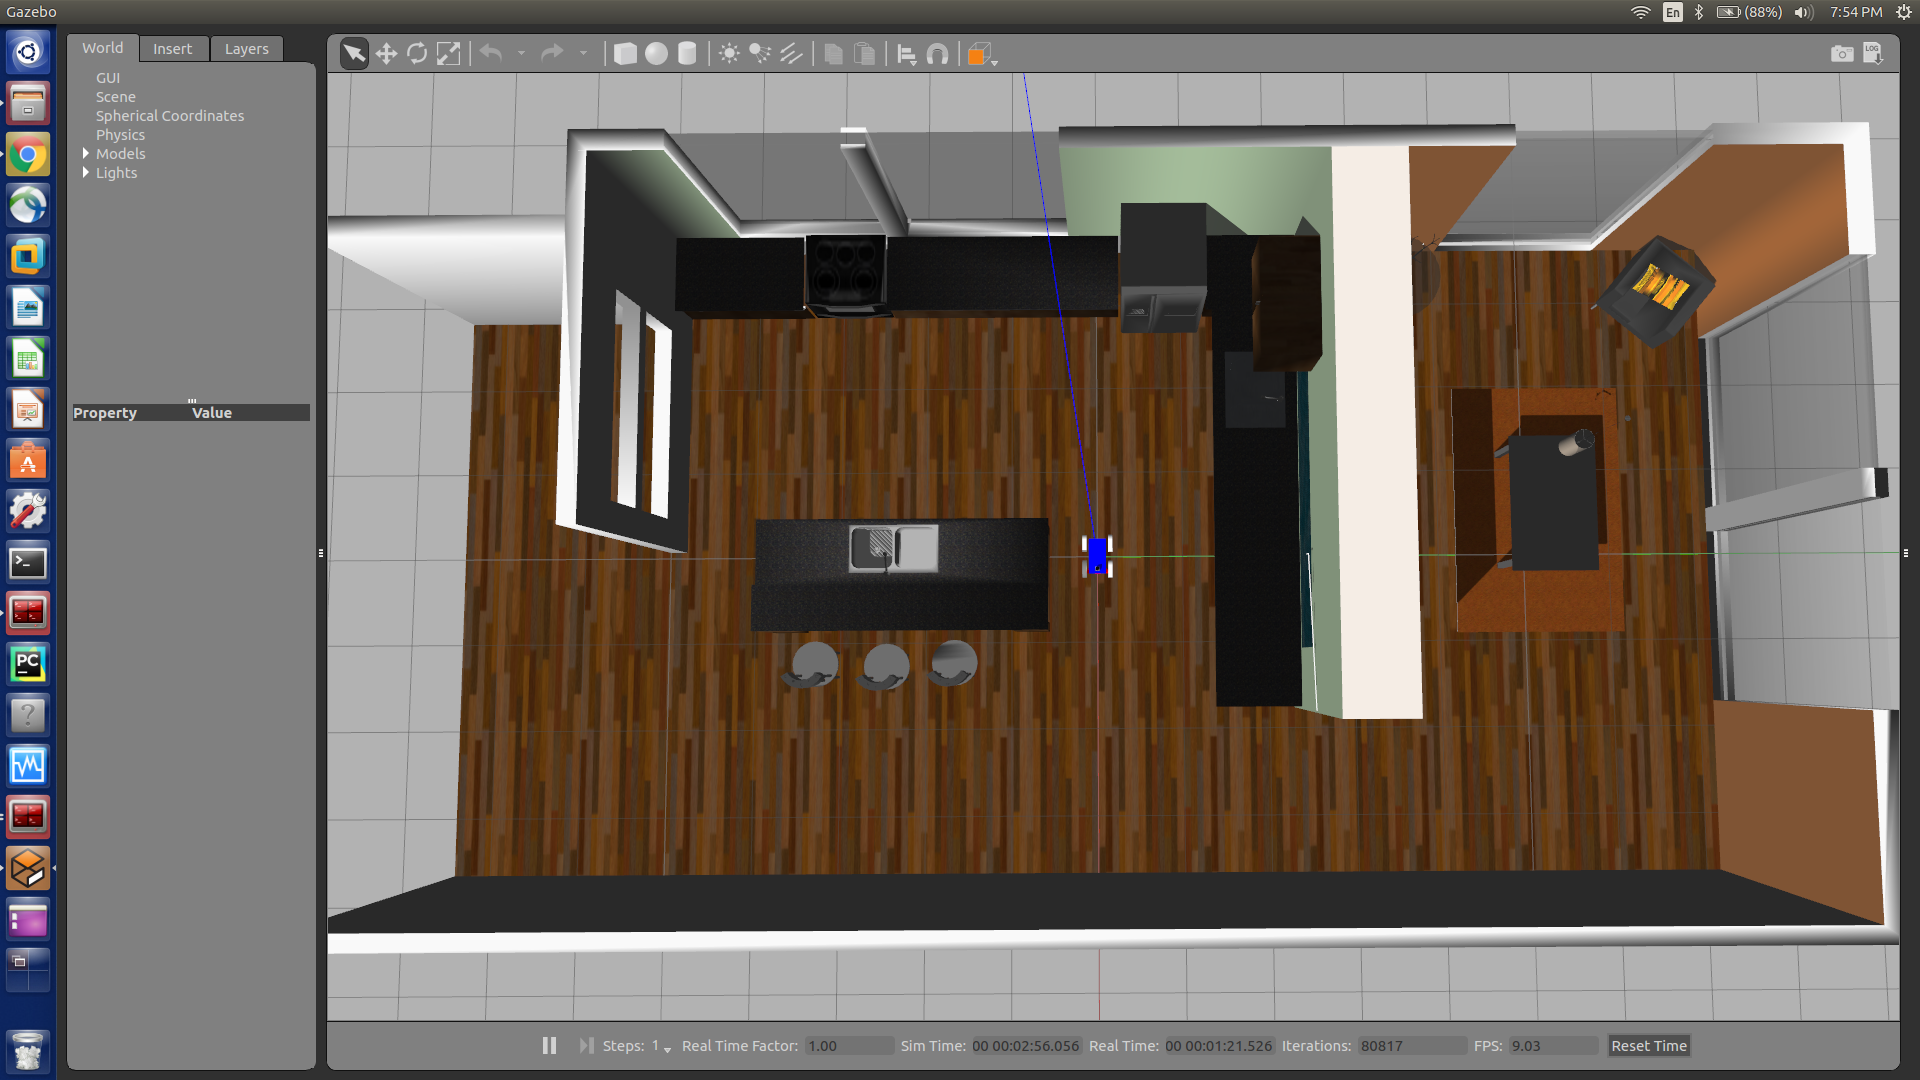 Gazebo
En
(88%)
7:54 PM
World Insert Layers
LOG
GUI
Scene
Spherical Coordinates
Physics
Models
Lights
Property Value
PC
Steps: 1 Real Time Factor: 1.00 Sim Time: 00 00:02:56.056 Real Time: 00 00:01:21.526 Iterations: 80817 FPS: 9.03 Reset Time